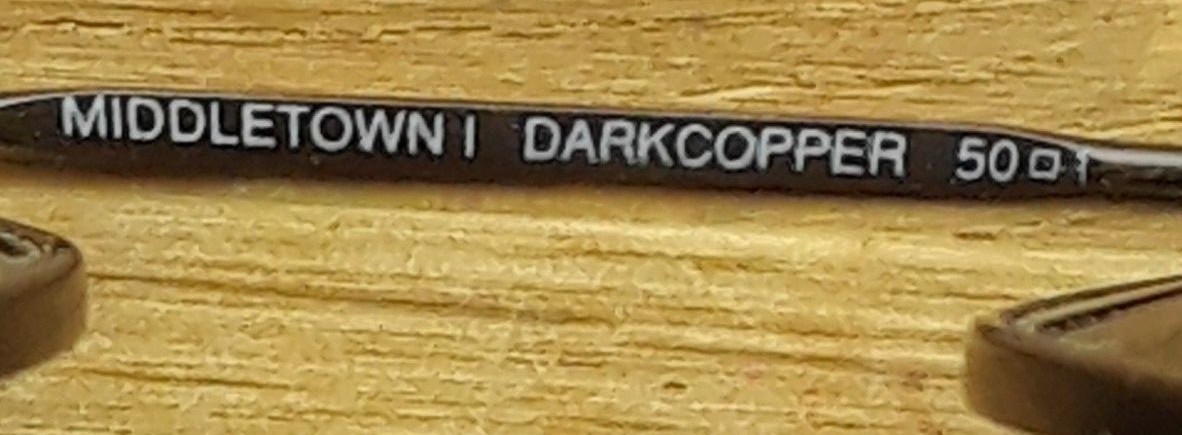 MIDDLETOWN I DARKCOPPER 50